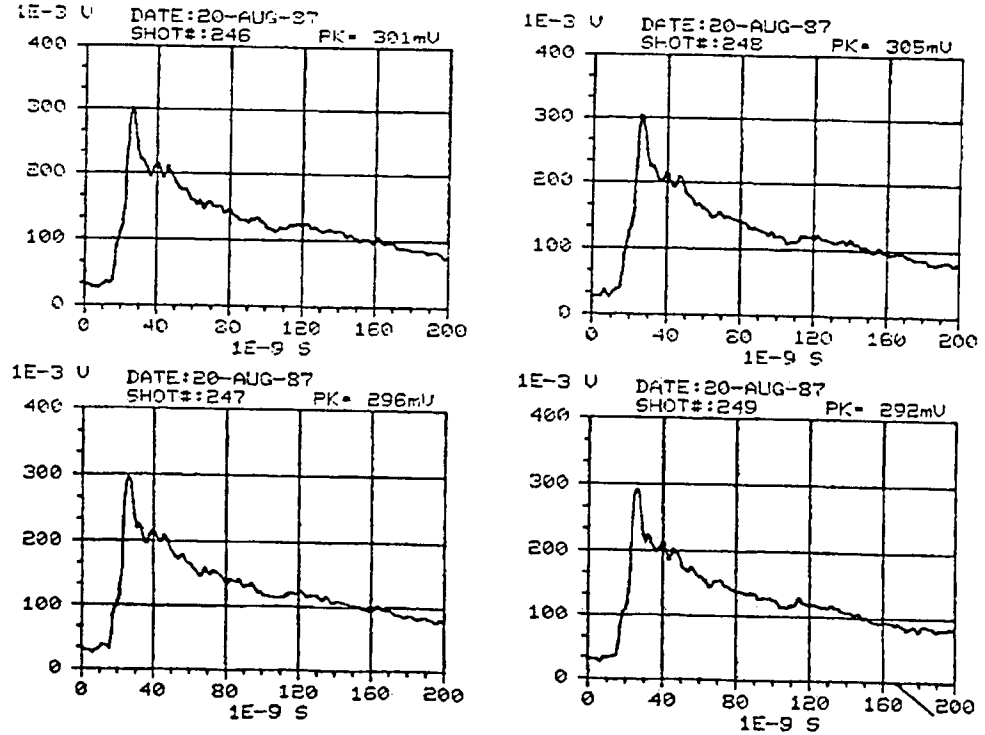 1E-3 V DATE:20-AUG-87
SHOT#:246 PK= 301mV
400
300
200
100
0
0 40 80 120 160 200
1E-9 S
1E-3 V DATE:20-AUG-87
SHOT#:248 PK= 305mV
400
300
200
100
0
0 40 80 120 160 200
1E-9 S
1E-3 V DATE:20-AUG-87
SHOT#:247 PK= 296mV
400
300
200
100
0
0 40 80 120 160 200
1E-9 S
1E-3 V DATE:20-AUG-87
SHOT#:249 PK= 292mV
400
300
200
100
0
0 40 80 120 160 200
1E-9 S